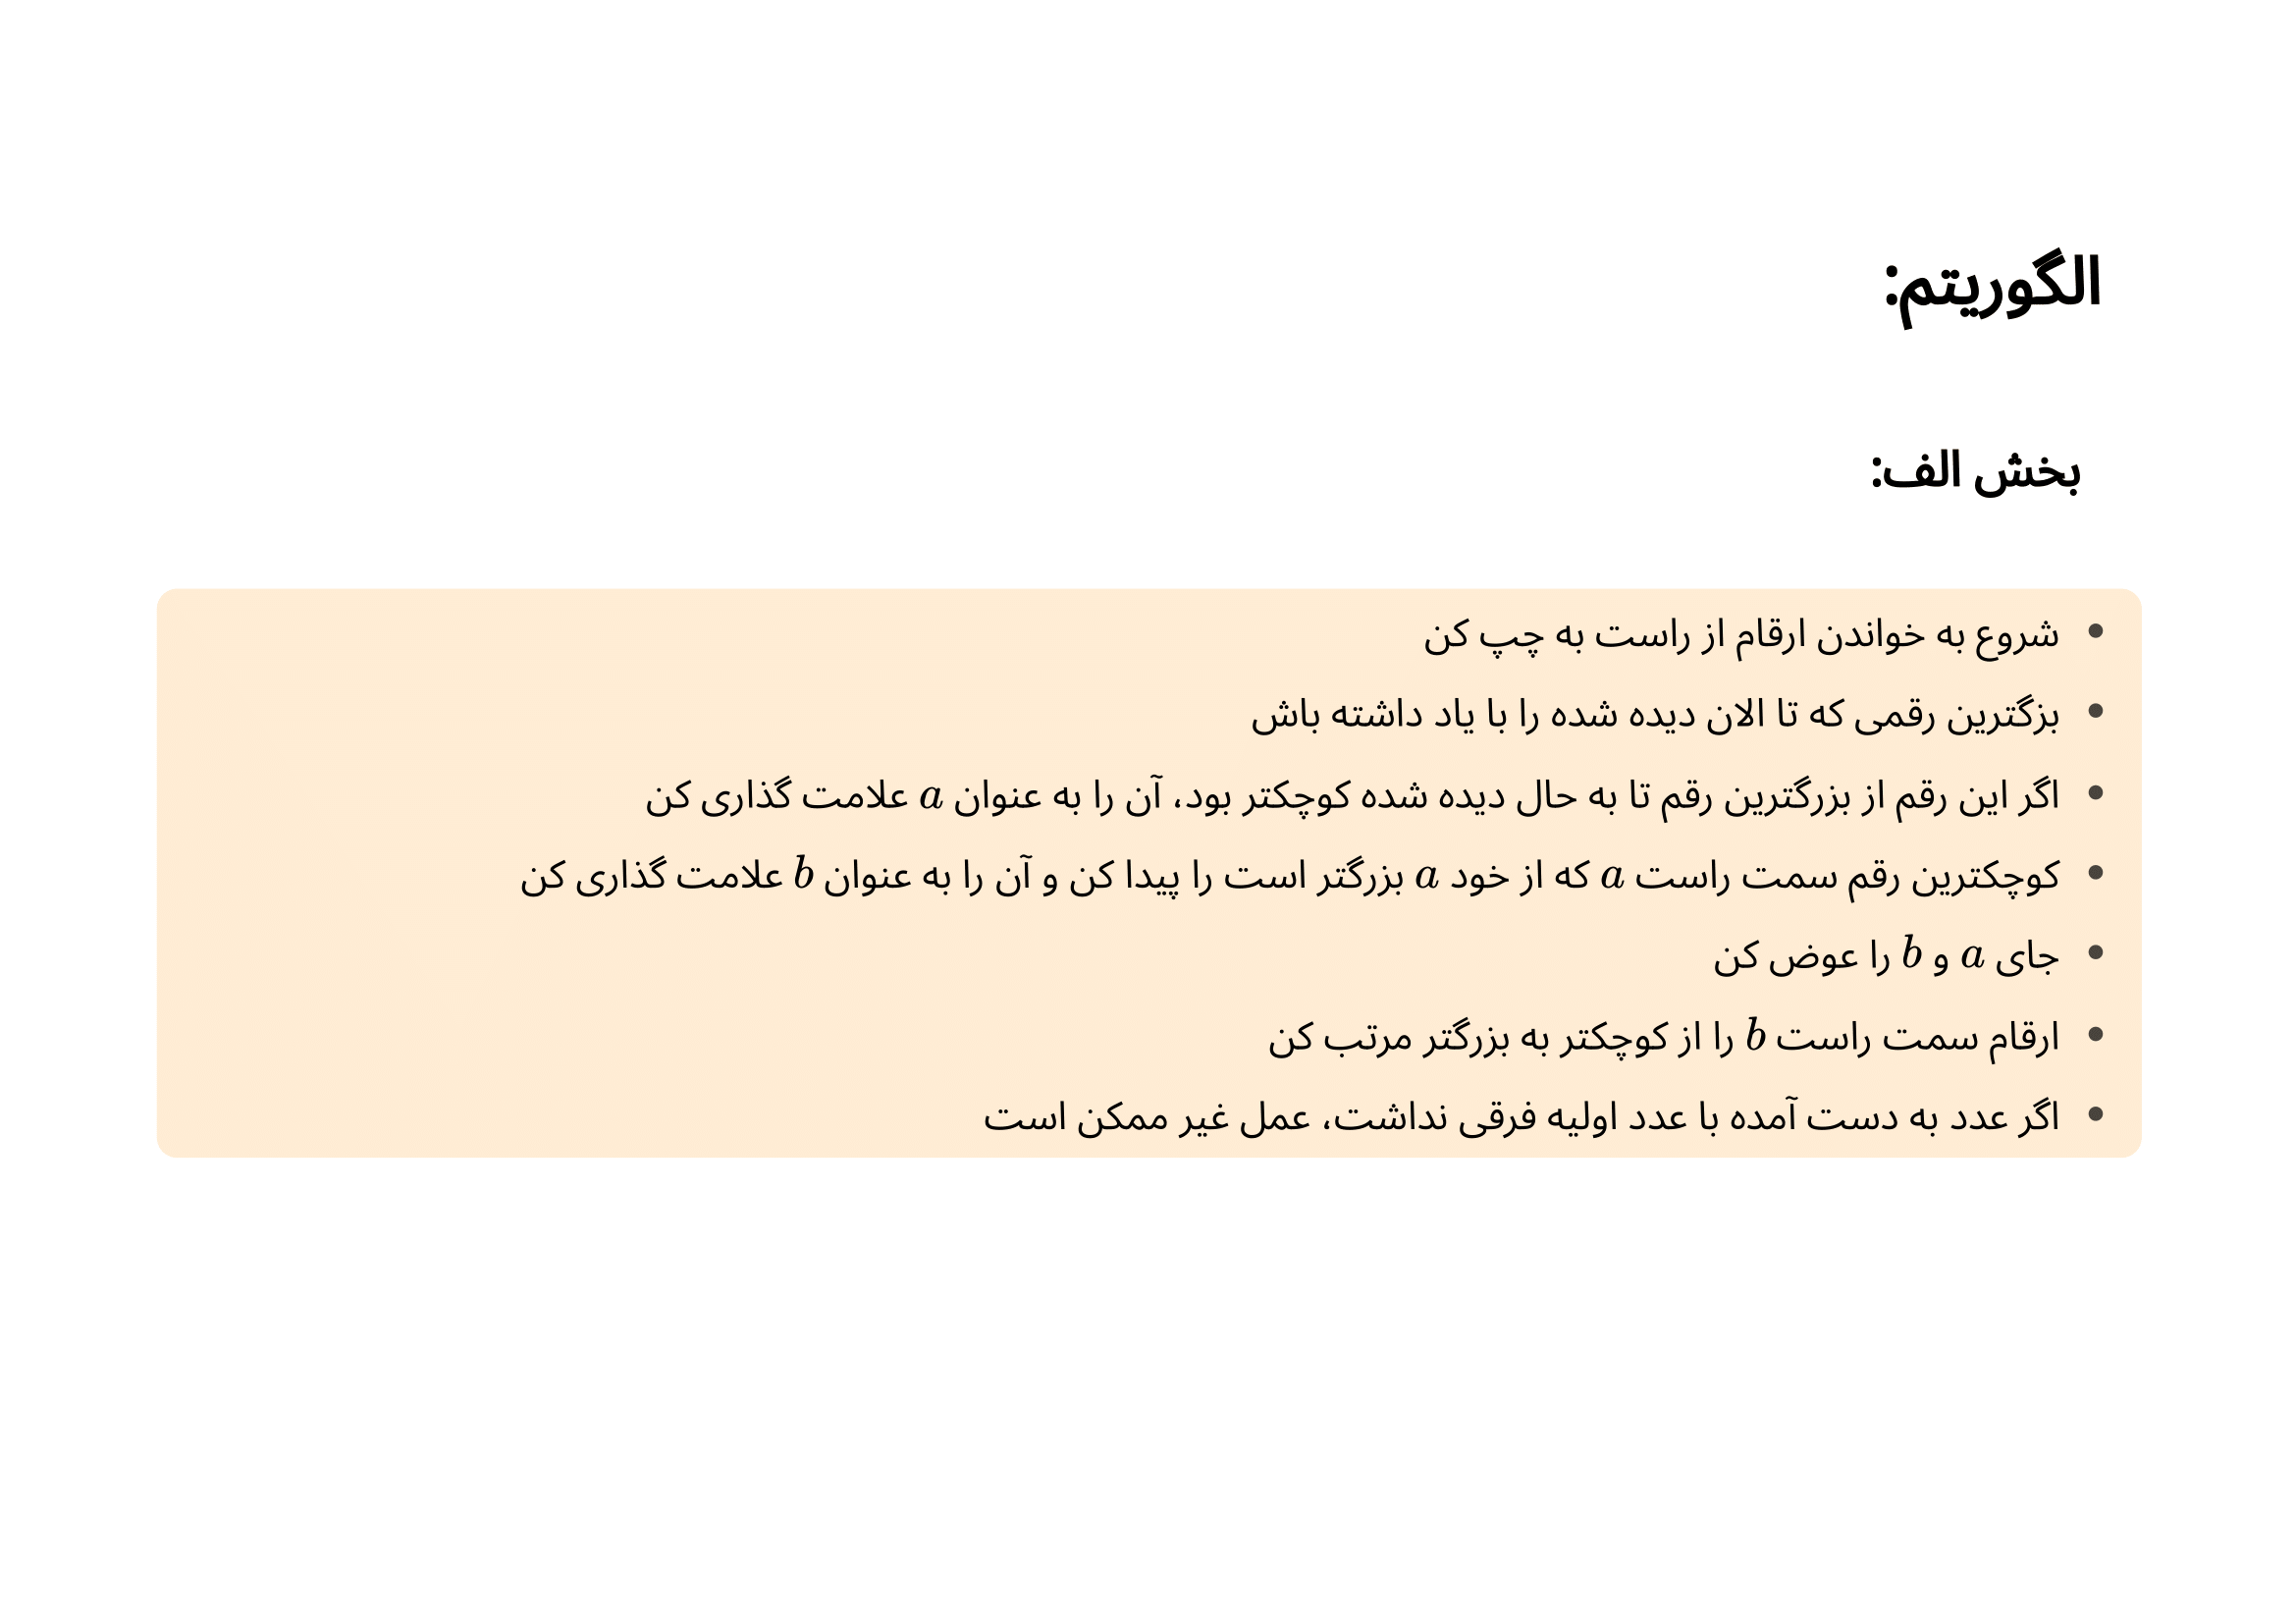 الگوریتم:
بخش الف:
شروع به خواندن ارقام از راست به چپ کن
بزگترین رقمی که تا الان دیده شده را با یاد داشته باش
اگر این رقم از بزرگترین رقم تا به حال دیده شده کوچکتر بود، آن را به عنوان a علامت گذاری کن
کوچکترین رقم سمت راست a که از خود a بزرگتر است را پیدا کن و آن را به عنوان b علامت گذاری کن
جای a و b را عوض کن
ارقام سمت راست b را از کوچکتر به بزرگتر مرتب کن
اگر عدد به دست آمده با عدد اولیه فرقی نداشت، عمل غیر ممکن است